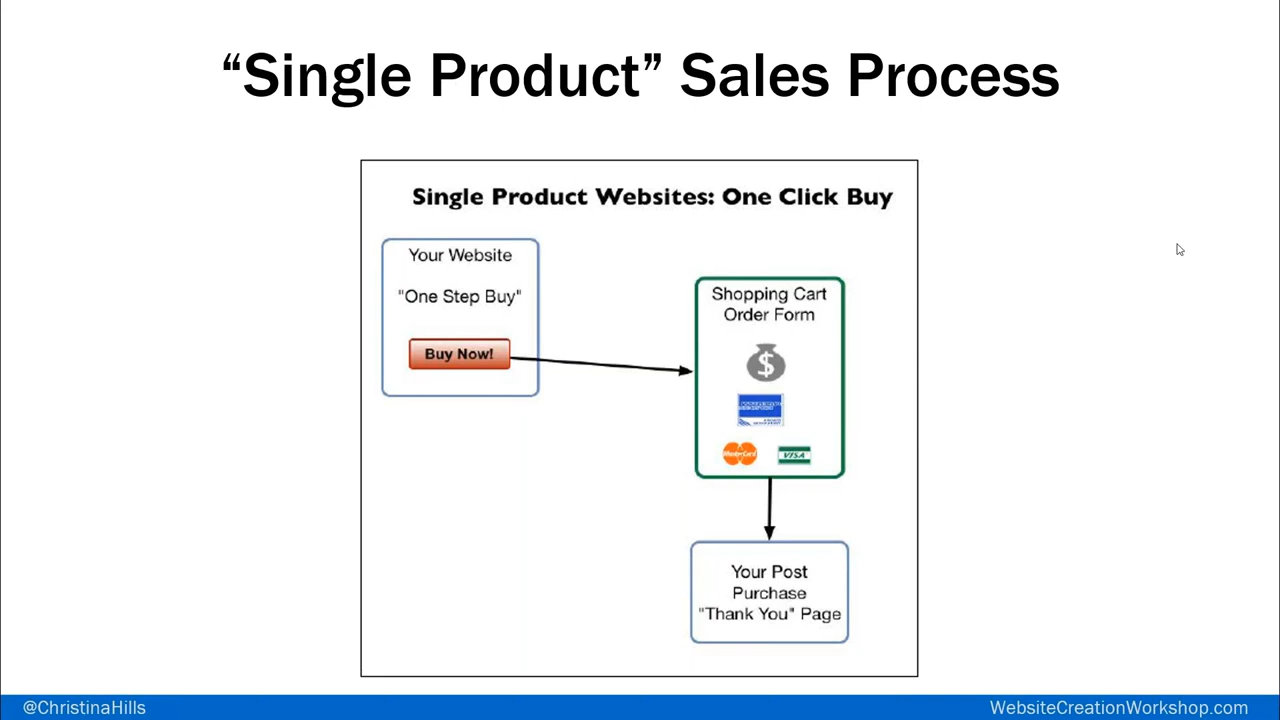 “Single Product” Sales Process
Single Product Websites: One Click Buy
Your Website
"One Step Buy"
Buy Now!
Shopping Cart
Order Form
$
MasterCard
VISA
Your Post
Purchase
"Thank You" Page
@ChristinaHills
WebsiteCreationWorkshop.com